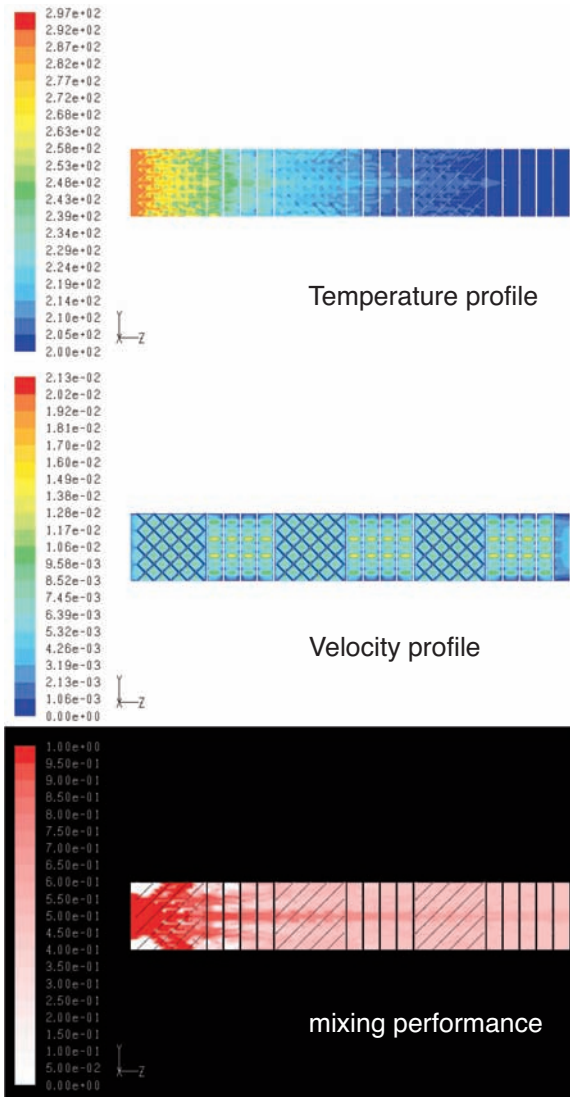 2.97e+02
2.92e+02
2.87e+02
2.82e+02
2.77e+02
2.72e+02
2.68e+02
2.63e+02
2.58e+02
2.53e+02
2.48e+02
2.43e+02
2.39e+02
2.34e+02
2.29e+02
2.24e+02
2.19e+02
2.14e+02
2.10e+02
2.05e+02
2.00e+02
Temperature profile
Y
X Z
2.13e-02
2.02e-02
1.92e-02
1.81e-02
1.70e-02
1.60e-02
1.49e-02
1.38e-02
1.28e-02
1.17e-02
1.06e-02
9.58e-03
8.52e-03
7.45e-03
6.39e-03
5.32e-03
4.26e-03
3.19e-03
2.13e-03
1.06e-03
0.00e+00
Velocity profile
Y
X Z
1.00e+00
9.50e-01
9.00e-01
8.50e-01
8.00e-01
7.50e-01
7.00e-01
6.50e-01
6.00e-01
5.50e-01
5.00e-01
4.50e-01
4.00e-01
3.50e-01
3.00e-01
2.50e-01
2.00e-01
1.50e-01
1.00e-01
5.00e-02
0.00e+00
mixing performance
Y
X Z